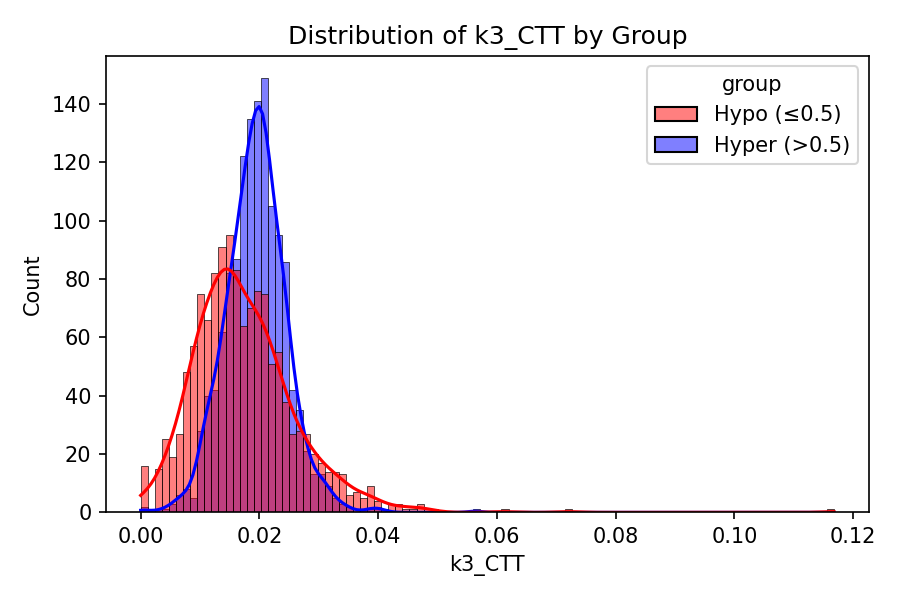 Distribution of k3_CTT by Group
group
Hypo (≤0.5)
Hyper (>0.5)
Count
140
120
100
80
60
40
20
0
0.00 0.02 0.04 0.06 0.08 0.10 0.12
k3_CTT